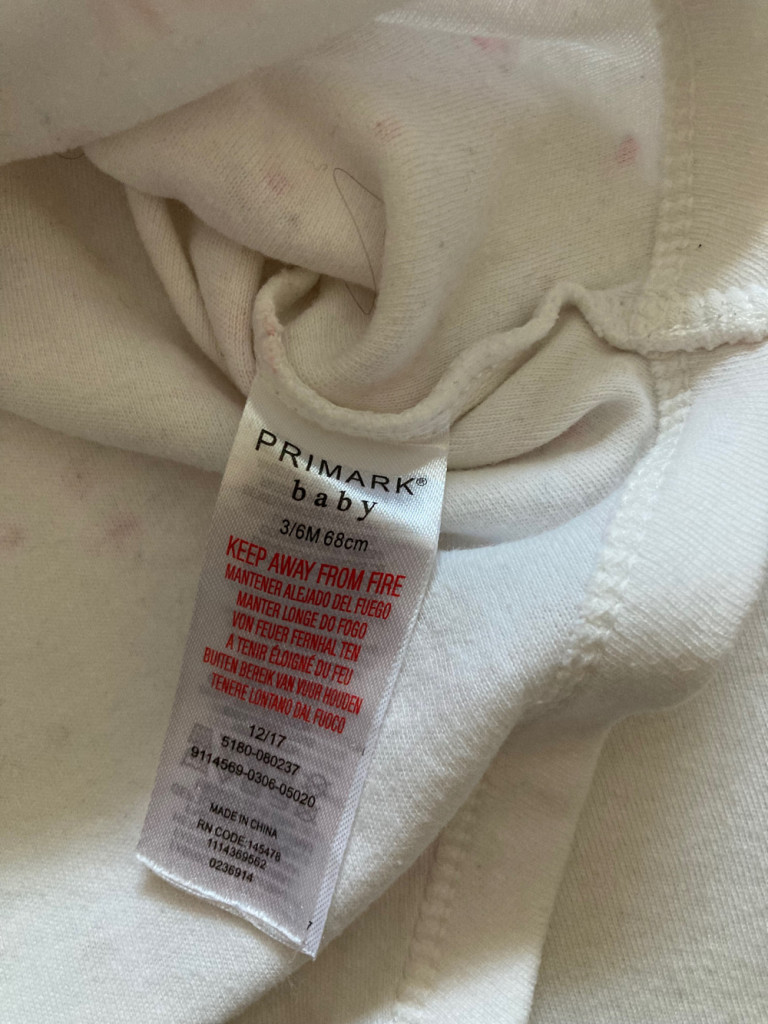 PRIMARK®
baby
3/6M 68cm
KEEP AWAY FROM FIRE
MANTENER ALEJADO DEL FUEGO
MANTER LONGE DO FOGO
VON FEUER FERNHALTEN
À TENIR ÉLOIGNÉ DU FEU
BUITEN BEREIK VAN VUUR HOUDEN
TENERE LONTANO DAL FUOCO
12/17
5180-080237
9114569-0306-05020
MADE IN CHINA
RN CODE:145478
1114369562
0236914